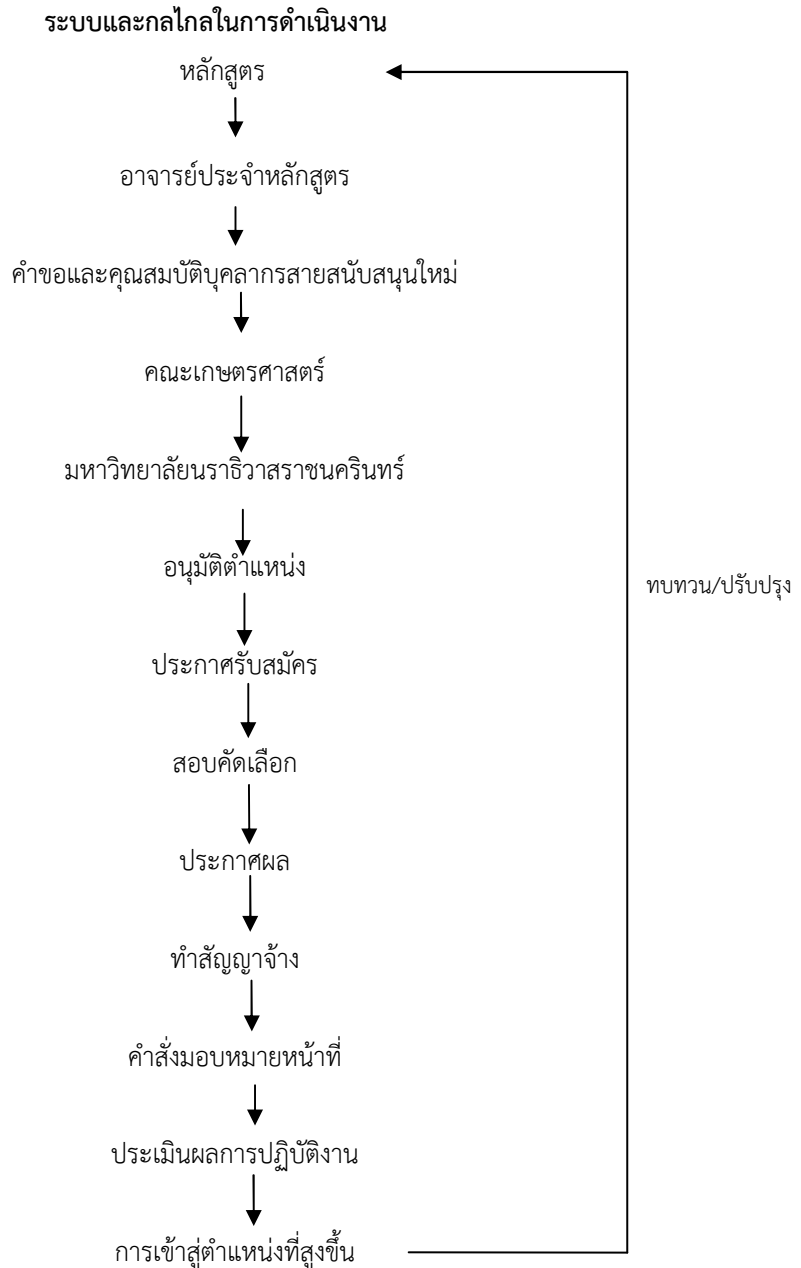 ระบบและกลไกลในการดำเนินงาน
หลักสูตร
อาจารย์ประจำหลักสูตร
คำขอและคุณสมบัติบุคลากรสายสนับสนุนใหม่
คณะเกษตรศาสตร์
มหาวิทยาลัยนราธิวาสราชนครินทร์
อนุมัติตำแหน่ง
ทบทวน/ปรับปรุง
ประกาศรับสมัคร
สอบคัดเลือก
ประกาศผล
ทำสัญญาจ้าง
คำสั่งมอบหมายหน้าที่
ประเมินผลการปฏิบัติงาน
การเข้าสู่ตำแหน่งที่สูงขึ้น